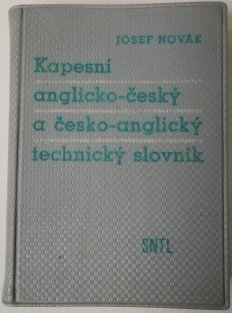 JOSEF NOVÁK
Kapesní
anglicko-český
a česko-anglický
technický slovník
SNTL